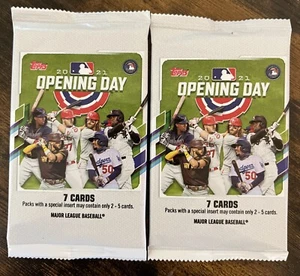 Topps
2021
OPENING DAY
50
7 CARDS
Packs with a special insert may contain only 2 - 5 cards.
MAJOR LEAGUE BASEBALL®
Topps
2021
OPENING DAY
50
7 CARDS
Packs with a special insert may contain only 2 - 5 cards.
MAJOR LEAGUE BASEBALL®